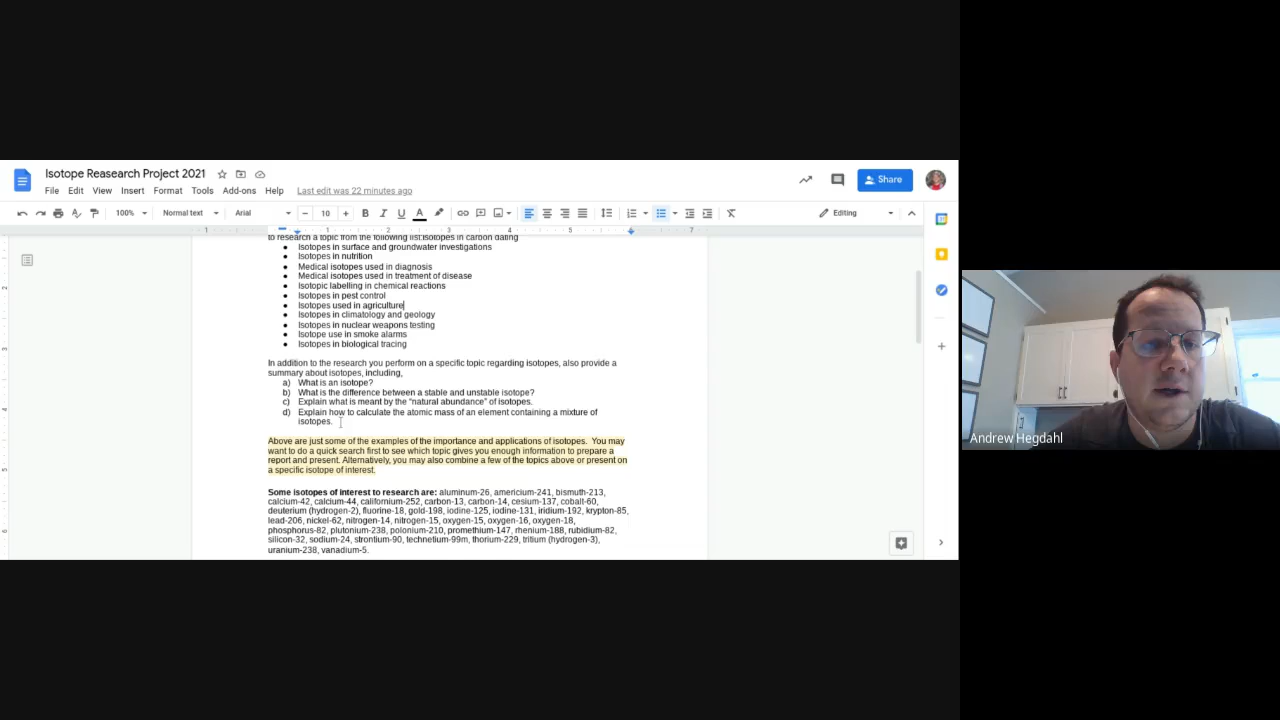 Isotope Reasearch Project 2021
File Edit View Insert Format Tools Add-ons Help Last edit was 22 minutes ago
Share
100% Normal text Arial 10 Editing
1 1 2 3 4 5 7
to research a topic from the following list:Isotopes in carbon dating
● Isotopes in surface and groundwater investigations
● Isotopes in nutrition
● Medical isotopes used in diagnosis
● Medical isotopes used in treatment of disease
● Isotopic labelling in chemical reactions
● Isotopes in pest control
● Isotopes used in agriculture
● Isotopes in climatology and geology
● Isotopes in nuclear weapons testing
● Isotope use in smoke alarms
● Isotopes in biological tracing
In addition to the research you perform on a specific topic regarding isotopes, also provide a
summary about isotopes, including,
a) What is an isotope?
b) What is the difference between a stable and unstable isotope?
c) Explain what is meant by the “natural abundance” of isotopes.
d) Explain how to calculate the atomic mass of an element containing a mixture of
isotopes.
Above are just some of the examples of the importance and applications of isotopes. You may
want to do a quick search first to see which topic gives you enough information to prepare a
report and present. Alternatively, you may also combine a few of the topics above or present on
a specific isotope of interest.
Some isotopes of interest to research are: aluminum-26, americium-241, bismuth-213,
calcium-42, calcium-44, californium-252, carbon-13, carbon-14, cesium-137, cobalt-60,
deuterium (hydrogen-2), fluorine-18, gold-198, iodine-125, iodine-131, iridium-192, krypton-85,
lead-206, nickel-62, nitrogen-14, nitrogen-15, oxygen-15, oxygen-16, oxygen-18,
phosphorus-82, plutonium-238, polonium-210, promethium-147, rhenium-188, rubidium-82,
silicon-32, sodium-24, strontium-90, technetium-99m, thorium-229, tritium (hydrogen-3),
uranium-238, vanadium-5.
2
3
4
5
6
Andrew Hegdahl